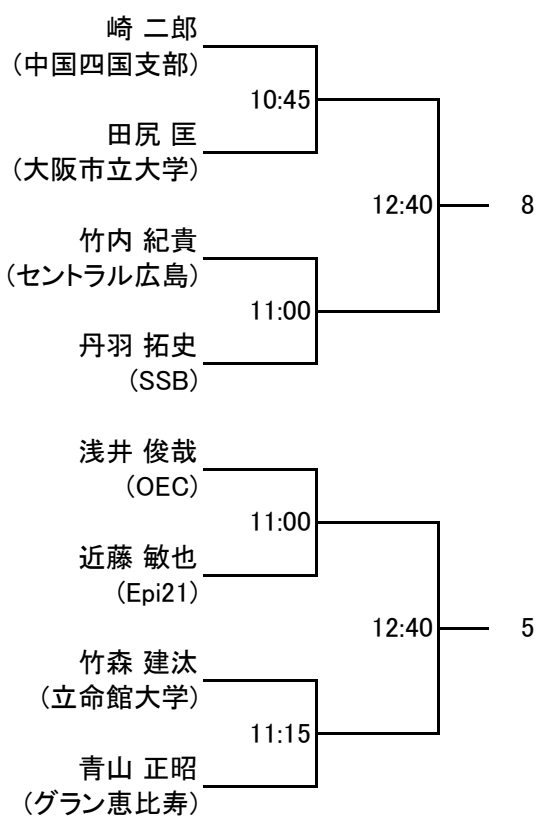 崎 二郎
(中国四国支部)
10:45
田尻 匡
(大阪市立大学)
12:40
8
竹内 紀貴
(セントラル広島)
11:00
丹羽 拓史
(SSB)
浅井 俊哉
(OEC)
11:00
近藤 敏也
(Epi21)
12:40
5
竹森 建汰
(立命館大学)
11:15
青山 正昭
(グラン恵比寿)